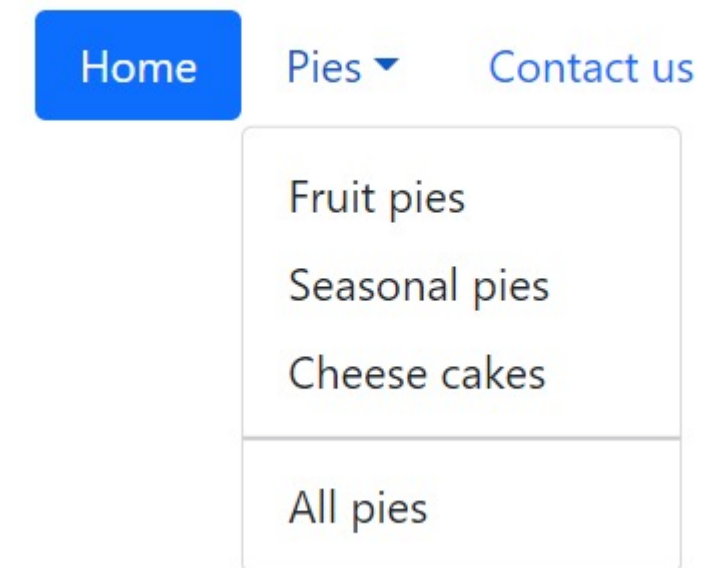 Home Pies Contact us
Fruit pies
Seasonal pies
Cheese cakes
All pies